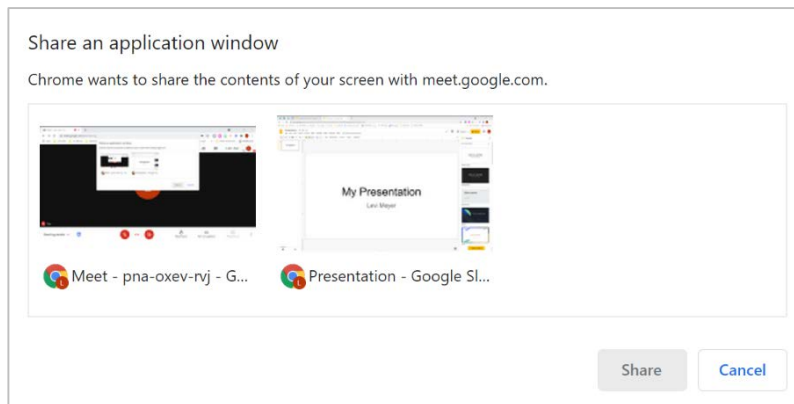 Share an application window
Chrome wants to share the contents of your screen with meet.google.com.
My Presentation
Levi Meyer
L Meet - pna-oxev-rvj - G...
L Presentation - Google Sl...
Share Cancel